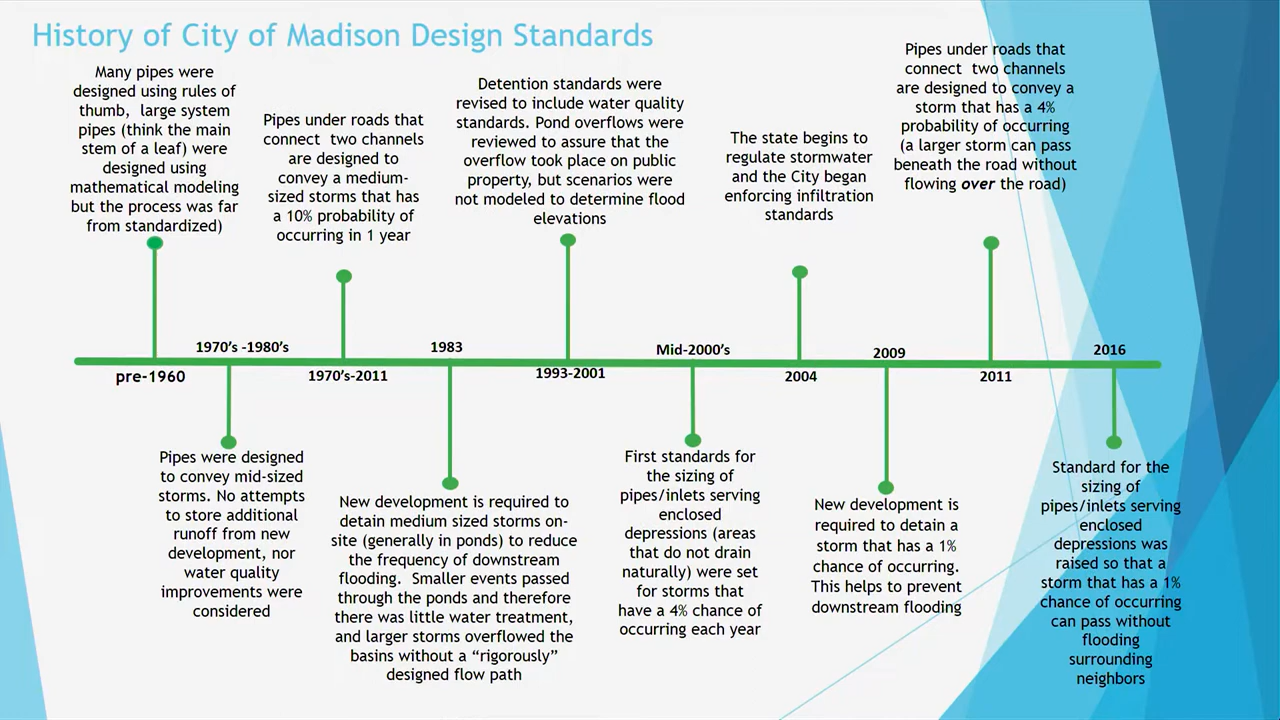 History of City of Madison Design Standards
Many pipes were
designed using rules of
thumb, large system
pipes (think the main
stem of a leaf) were
designed using
mathematical modeling
but the process was far
from standardized)
Pipes under roads that
connect two channels
are designed to
convey a medium-
sized storms that has
a 10% probability of
occurring in 1 year
Detention standards were
revised to include water quality
standards. Pond overflows were
reviewed to assure that the
overflow took place on public
property, but scenarios were
not modeled to determine flood
elevations
The state begins to
regulate stormwater
and the City began
enforcing infiltration
standards
Pipes under roads that
connect two channels
are designed to convey a
storm that has a 4%
probability of occurring
(a larger storm can pass
beneath the road without
flowing over the road)
pre-1960
1970's -1980's
1970's-2011
1983
1993-2001
Mid-2000's
2004
2009
2011
2016
Pipes were designed
to convey mid-sized
storms. No attempts
to store additional
runoff from new
development, nor
water quality
improvements were
considered
New development is required to
detain medium sized storms on-
site (generally in ponds) to reduce
the frequency of downstream
flooding. Smaller events passed
through the ponds and therefore
there was little water treatment,
and larger storms overflowed the
basins without a “rigorously”
designed flow path
First standards for
the sizing of
pipes/inlets serving
enclosed
depressions (areas
that do not drain
naturally) were set
for storms that
have a 4% chance of
occurring each year
New development is
required to detain a
storm that has a 1%
chance of occurring.
This helps to prevent
downstream flooding
Standard for the
sizing of
pipes/inlets serving
enclosed
depressions was
raised so that a
storm that has a 1%
chance of occurring
can pass without
flooding
surrounding
neighbors